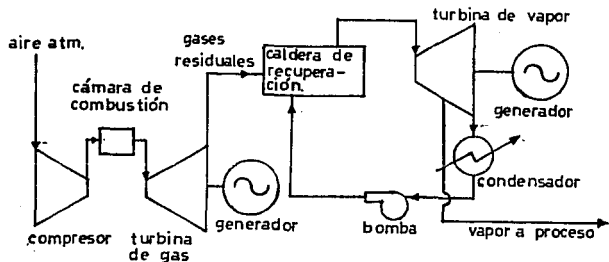 aire atm.
cámara de
combustión
gases
residuales
caldera de
recupera-
ción.
turbina de vapor
generador
condensador
compresor
turbina
de gas
generador
bomba
vapor a proceso